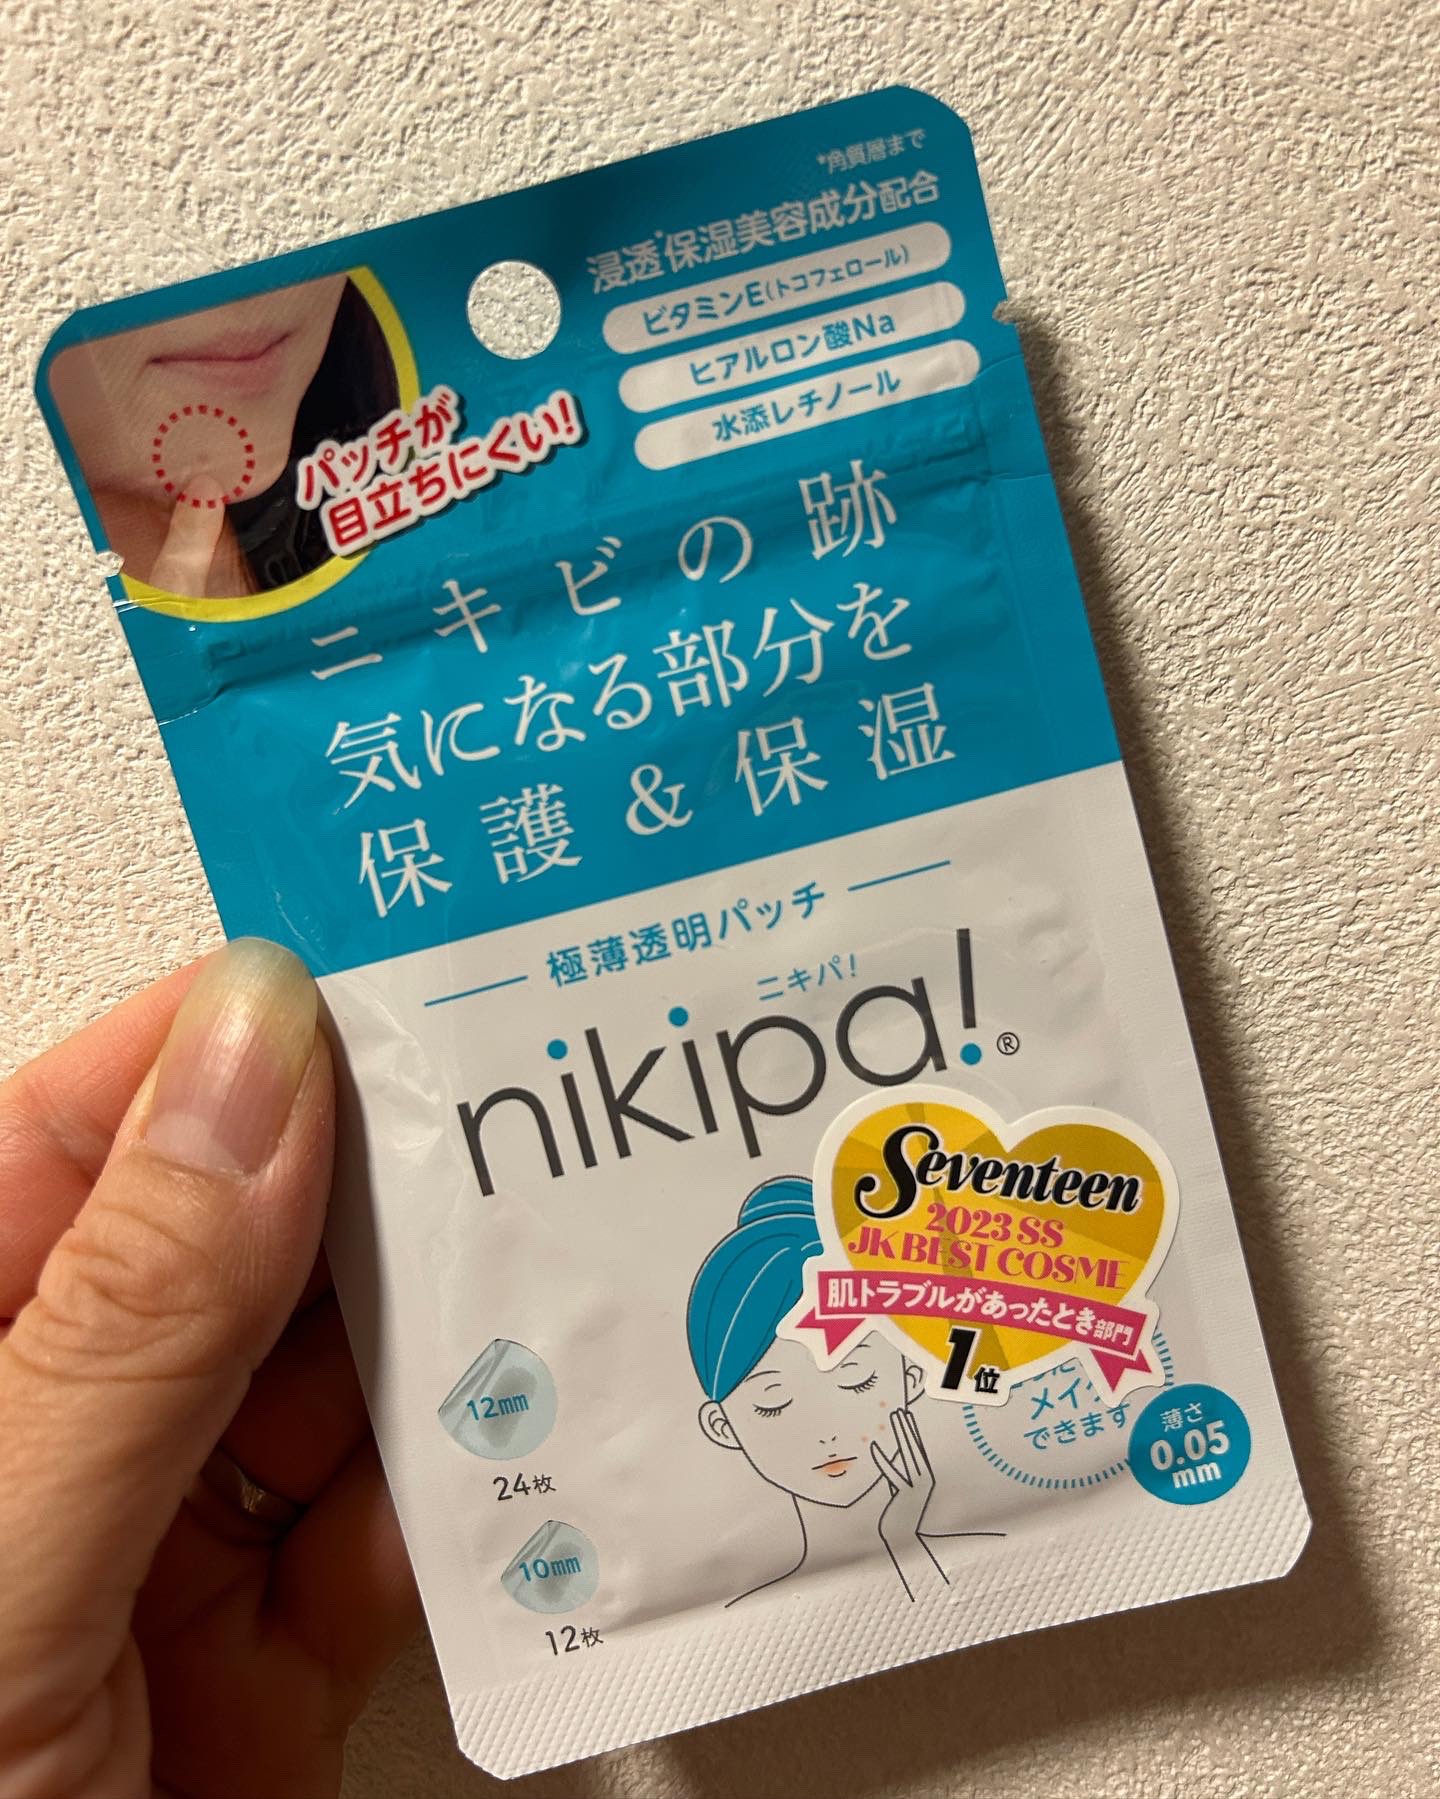 *角質層まで
浸透*保湿美容成分配合
ビタミンE(トコフェロール)
ヒアルロン酸Na
水添レチノール
パッチが
目立ちにくい!
ニキビの跡
気になる部分を
保護&保湿
極薄透明パッチ
ニキパ!
nikipa!®
Seventeen
2023 SS
JK BEST COSME
肌トラブルがあったとき部門
1位
メイク
できます
薄さ
0.05
mm
12mm
24枚
10mm
12枚